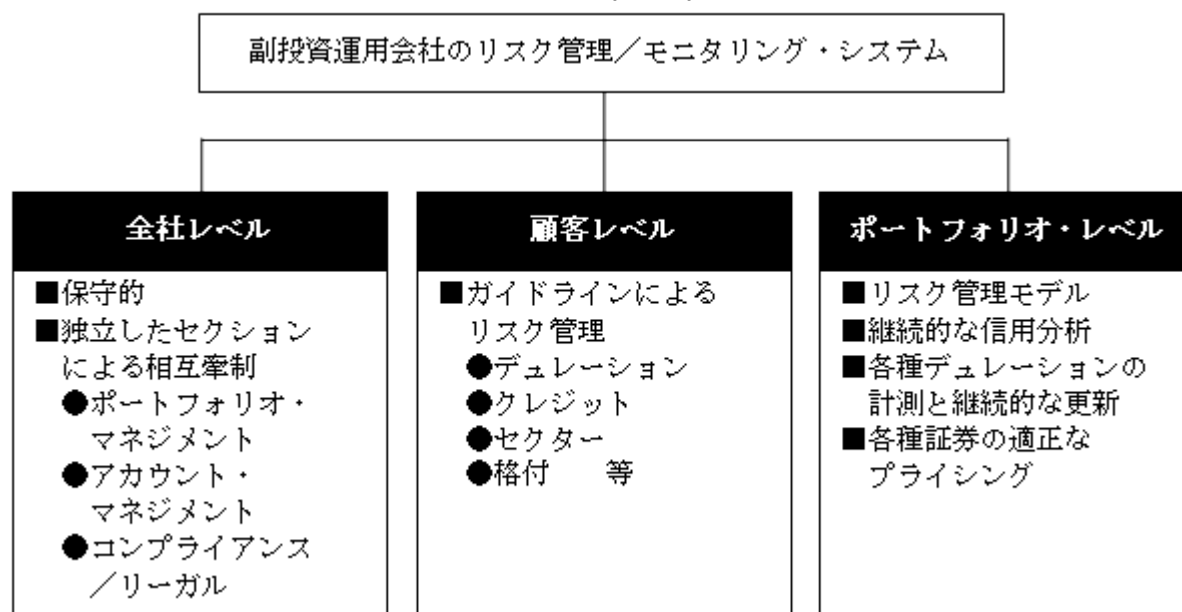 副投資運用会社のリスク管理／モニタリング・システム
全社レベル
■保守的
■独立したセクション
による相互牽制
●ポートフォリオ・
マネジメント
●アカウント・
マネジメント
●コンプライアンス
／リーガル
顧客レベル
■ガイドラインによる
リスク管理
●デュレーション
●クレジット
●セクター
●格付　等
ポートフォリオ・レベル
■リスク管理モデル
■継続的な信用分析
■各種デュレーションの
計測と継続的な更新
■各種証券の適正な
プライシング